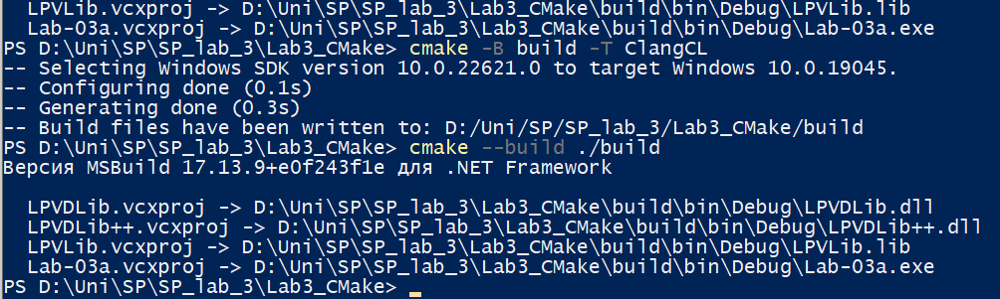 LPVLib.vcxproj -> D:\Uni\SP\SP_lab_3\Lab3_CMake\build\bin\Debug\LPVLib.lib
Lab-03a.vcxproj -> D:\Uni\SP\SP_lab_3\Lab3_CMake\build\bin\Debug\Lab-03a.exe
PS D:\Uni\SP\SP_lab_3\Lab3_CMake> cmake -B build -T ClangCL
-- Selecting Windows SDK version 10.0.22621.0 to target Windows 10.0.19045.
-- Configuring done (0.1s)
-- Generating done (0.3s)
-- Build files have been written to: D:/Uni/SP/SP_lab_3/Lab3_CMake/build
PS D:\Uni\SP\SP_lab_3\Lab3_CMake> cmake --build ./build
Версия MSBuild 17.13.9+e0f243f1e для .NET Framework
LPVDLib.vcxproj -> D:\Uni\SP\SP_lab_3\Lab3_CMake\build\bin\Debug\LPVDLib.dll
LPVDLib++.vcxproj -> D:\Uni\SP\SP_lab_3\Lab3_CMake\build\bin\Debug\LPVDLib++.dll
LPVLib.vcxproj -> D:\Uni\SP\SP_lab_3\Lab3_CMake\build\bin\Debug\LPVLib.lib
Lab-03a.vcxproj -> D:\Uni\SP\SP_lab_3\Lab3_CMake\build\bin\Debug\Lab-03a.exe
PS D:\Uni\SP\SP_lab_3\Lab3_CMake>